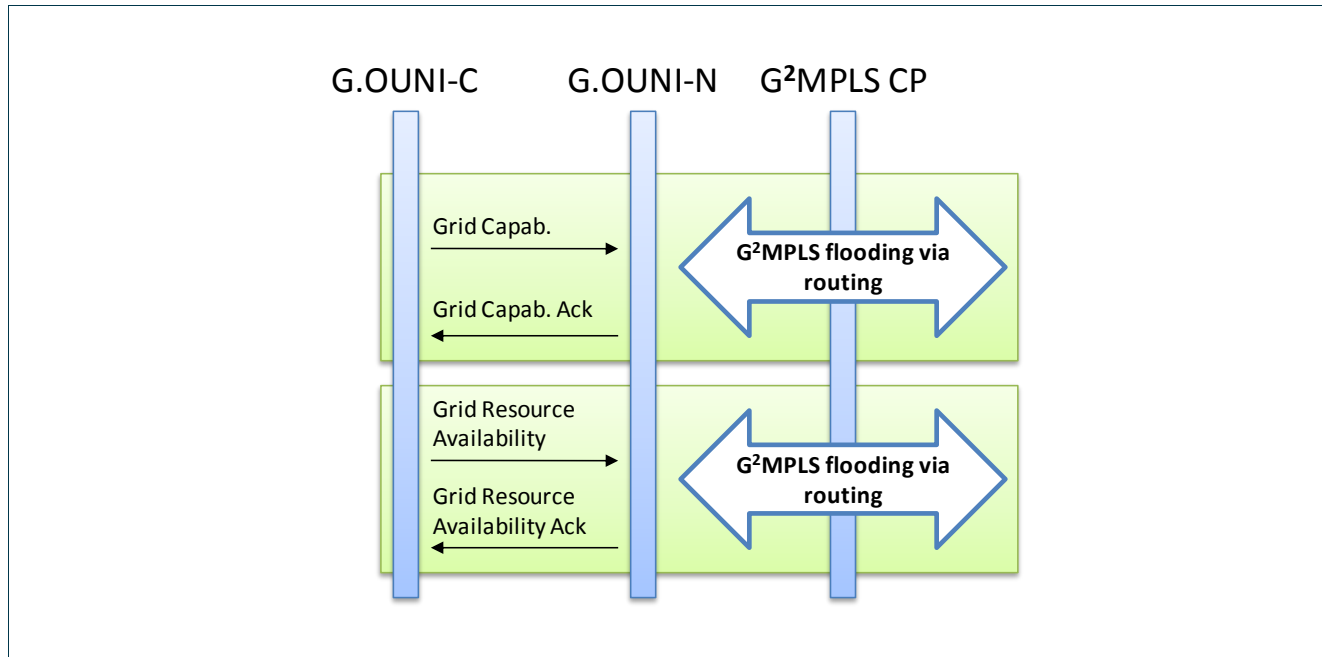 G.OUNI-C G.OUNI-N G²MPLS CP
Grid Capab.
G²MPLS flooding via
routing
Grid Capab. Ack
Grid Resource
Availability
G²MPLS flooding via
routing
Grid Resource
Availability Ack